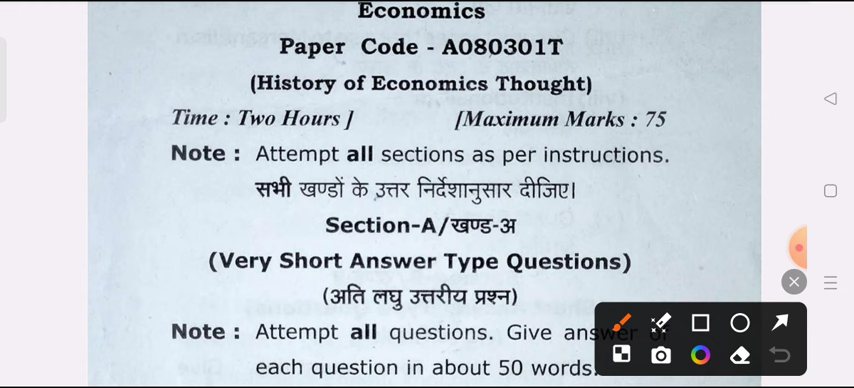 Economics
Paper Code - A080301T
(History of Economics Thought)
Time : Two Hours ] [Maximum Marks : 75
Note : Attempt all sections as per instructions.
सभी खण्डों के उत्तर निर्देशानुसार दीजिए।
Section-A/खण्ड-अ
(Very Short Answer Type Questions)
(अति लघु उत्तरीय प्रश्न)
Note : Attempt all questions. Give answer of
each question in about 50 words.